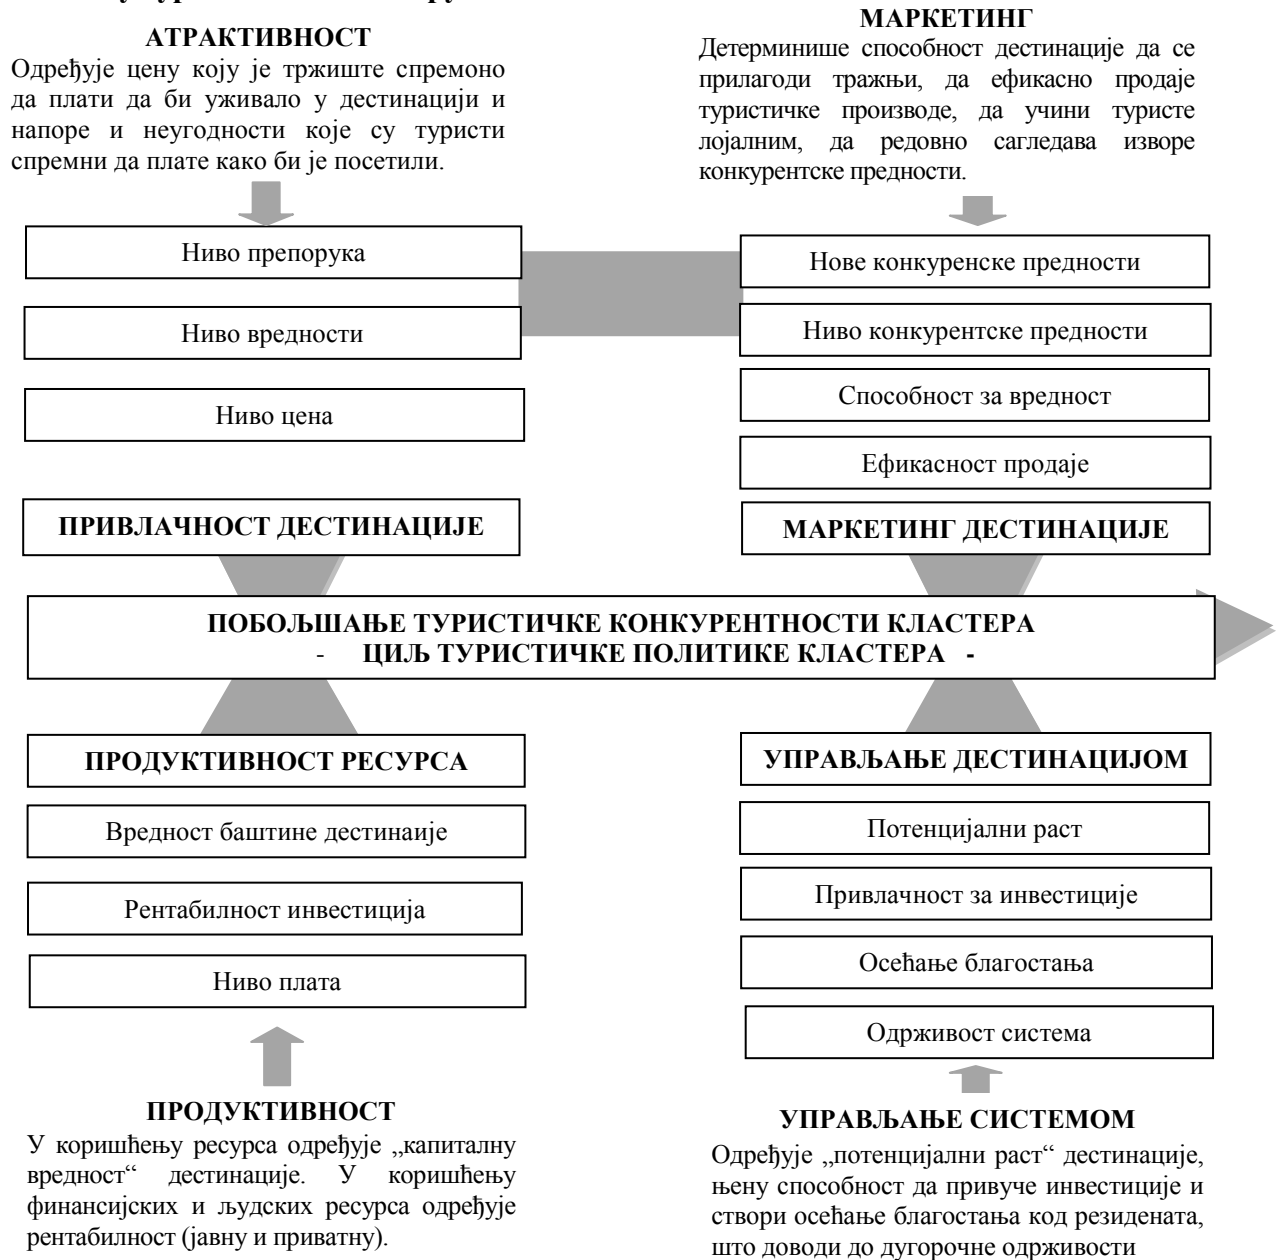 АТРАКТИВНОСТ
Одређује цену коју је тржиште спремоно
да плати да би уживало у дестинацији и
напоре и неугодности које су туристи
спремни да плате како би је посетили.
МАРКЕТИНГ
Детерминише способност дестинације да се
прилагоди тражњи, да ефикасно продаје
туристичке производе, да учини туристе
лојалним, да редовно сагледава изворе
конкурентске предности.
Ниво препорука
Ниво вредности
Ниво цена
ПРИВЛАЧНОСТ ДЕСТИНАЦИЈЕ
Нове конкуренске предности
Ниво конкурентске предности
Способност за вредност
Ефикасност продаје
МАРКЕТИНГ ДЕСТИНАЦИЈЕ
ПОБОЉШАЊЕ ТУРИСТИЧКЕ КОНКУРЕНТНОСТИ КЛАСТЕРА
- ЦИЉ ТУРИСТИЧКЕ ПОЛИТИКЕ КЛАСТЕРА -
ПРОДУКТИВНОСТ РЕСУРСА
Вредност баштине дестинаије
Рентабилност инвестиција
Ниво плата
ПРОДУКТИВНОСТ
У коришћењу ресурса одређује „капиталну
вредност“ дестинације. У коришћењу
финансијских и људских ресурса одређује
рентабилност (јавну и приватну).
УПРАВЉАЊЕ ДЕСТИНАЦИЈОМ
Потенцијални раст
Привлачност за инвестиције
Осећање благостања
Одрживост система
УПРАВЉАЊЕ СИСТЕМОМ
Одређује „потенцијални раст“ дестинације,
њену способност да привуче инвестиције и
створи осећање благостања код резидената,
што доводи до дугорочне одрживости